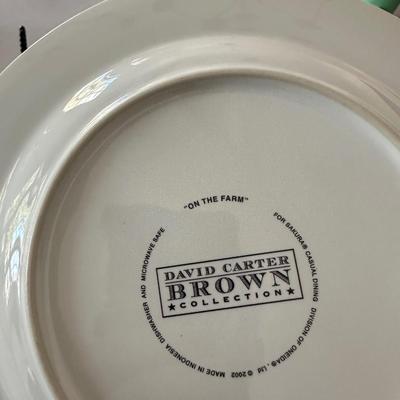 "ON THE FARM"
FOR SAKURA® CASUAL DINING DIVISION OF ONEIDA®, Ltd ©2002 MADE IN INDONESIA DISHWASHER AND MICROWAVE SAFE
DAVID CARTER
BROWN
★COLLECTION★